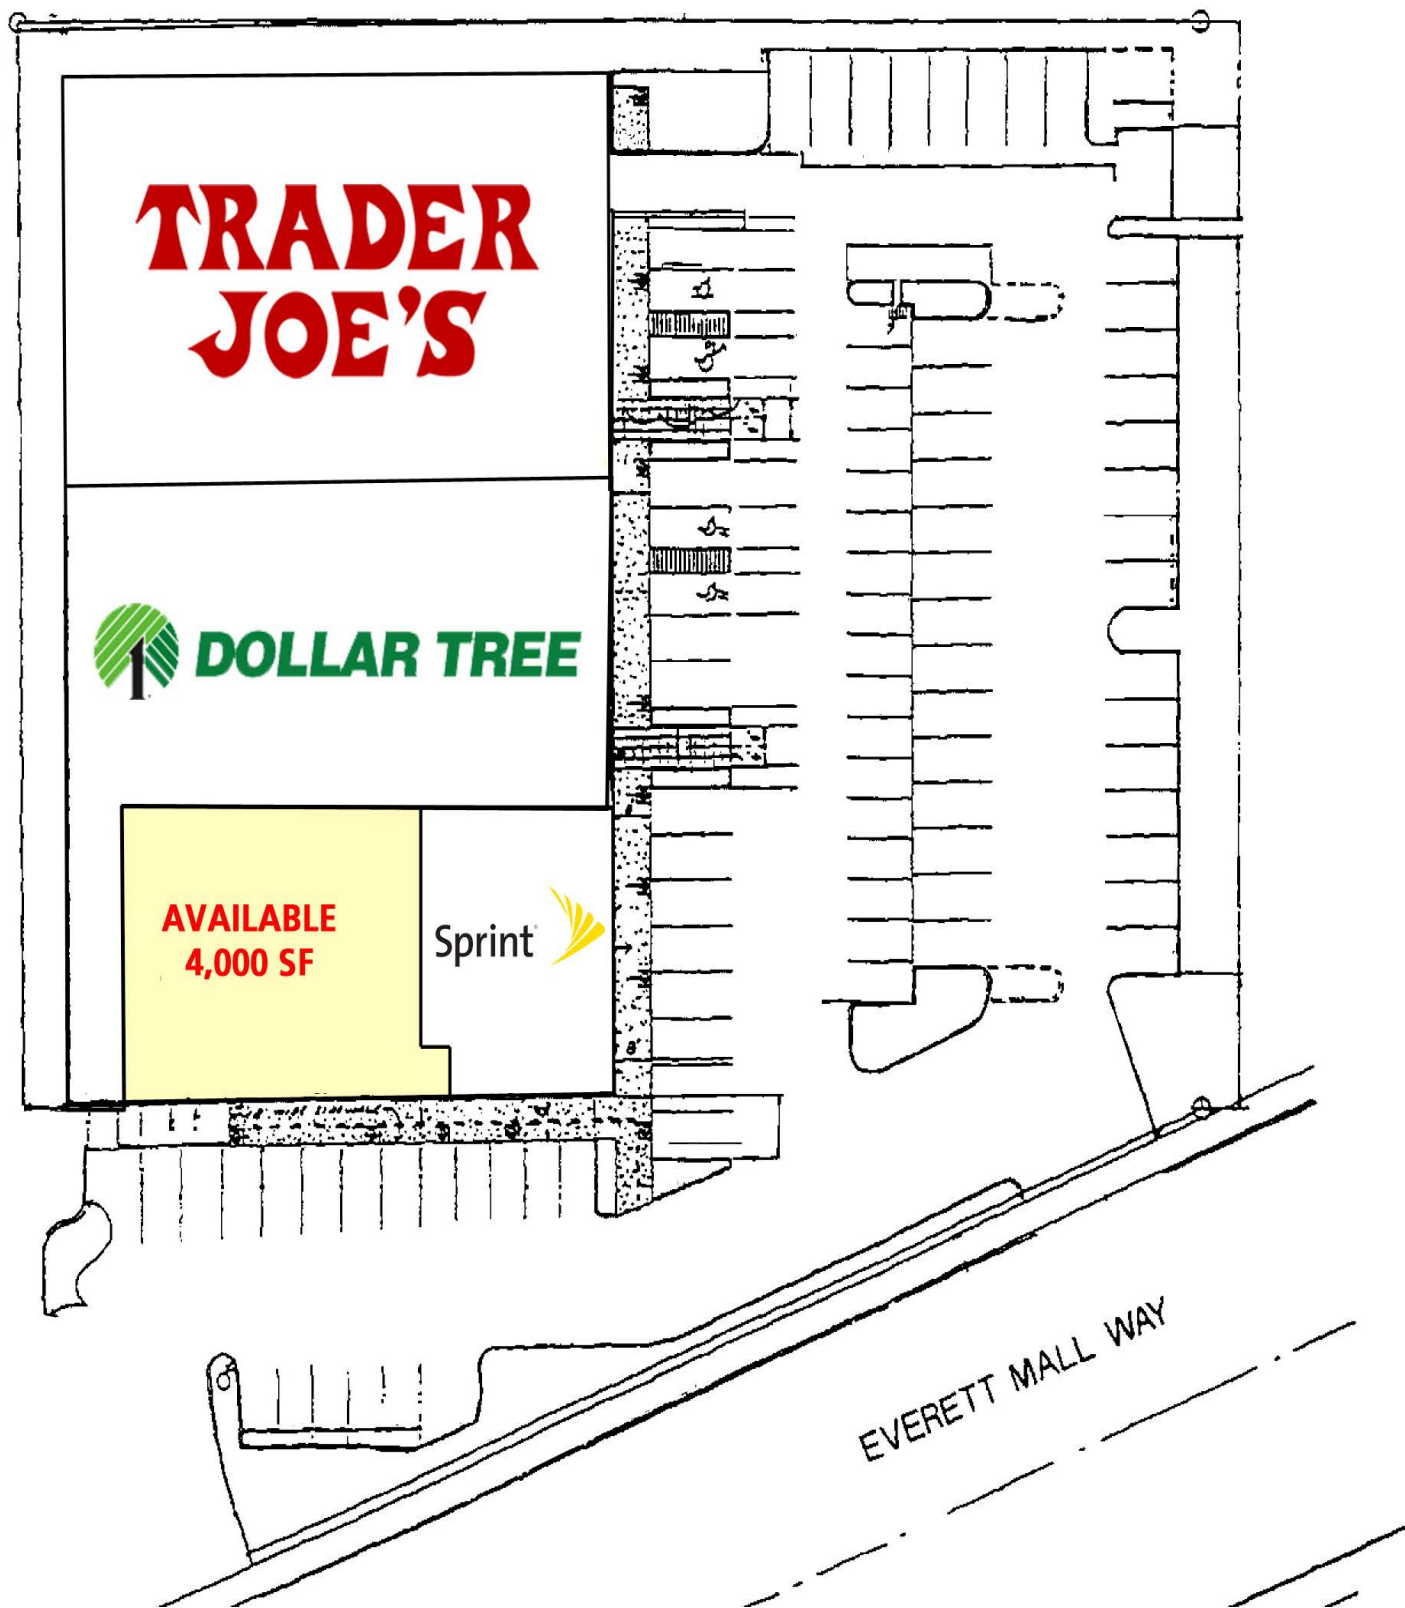 TRADER
JOE'S
DOLLAR TREE
AVAILABLE
4,000 SF
Sprint
EVERETT MALL WAY